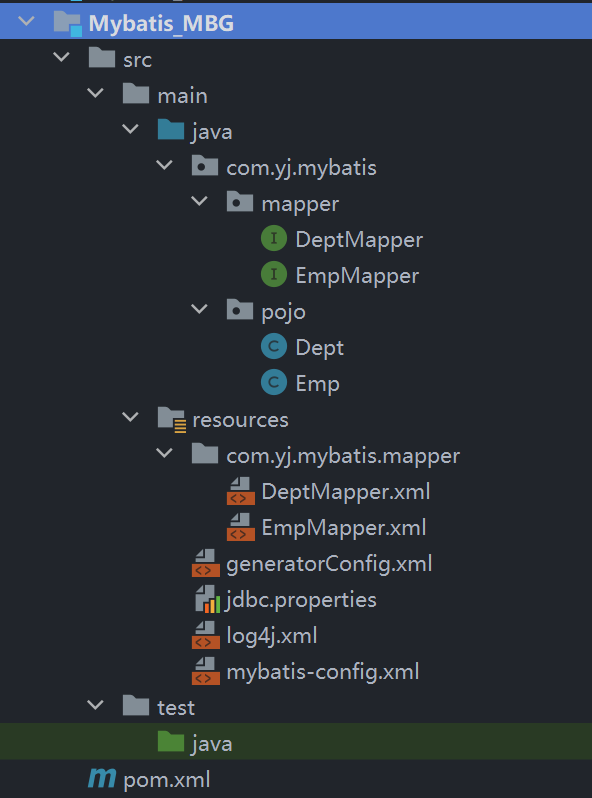 Mybatis_MBG
src
main
java
com.yj.mybatis
mapper
I DeptMapper
I EmpMapper
pojo
C Dept
C Emp
resources
com.yj.mybatis.mapper
<> DeptMapper.xml
<> EmpMapper.xml
<> generatorConfig.xml
jdbc.properties
<> log4j.xml
<> mybatis-config.xml
test
java
m pom.xml